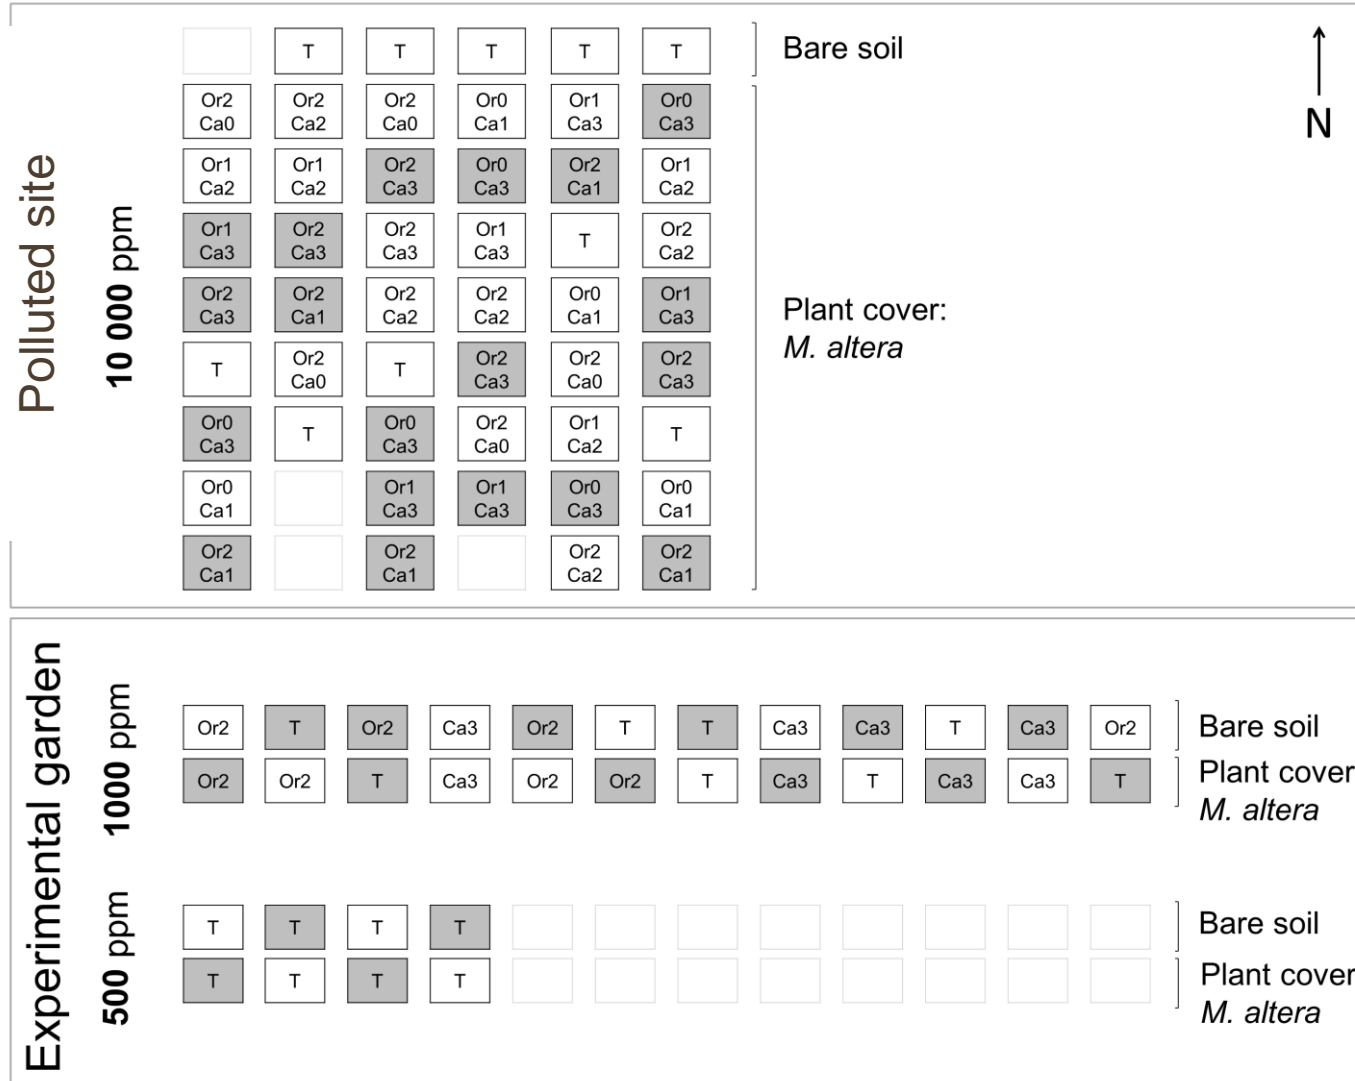 Polluted site
10 000 ppm
T T T T T
Bare soil
N
Or2 Or2 Or2 Or0 Or1 Or0
Ca0 Ca2 Ca0 Ca1 Ca3 Ca3
Or1 Or1 Or2 Or0 Or2 Or1
Ca2 Ca2 Ca3 Ca3 Ca1 Ca2
Or1 Or2 Or2 Or1 T Or2
Ca3 Ca3 Ca3 Ca3 Ca2
Or2 Or2 Or2 Or2 Or0 Or1
Ca3 Ca1 Ca2 Ca2 Ca1 Ca3
Plant cover:
M. altera
T Or2 T Or2 Or2 Or2
Ca0 Ca3 Ca0 Ca3
Or0 T Or0 Or2 Or1 T
Ca3 Ca3 Ca0 Ca2
Or0 Or1 Or1 Or0 Or0
Ca1 Ca3 Ca3 Ca3 Ca1
Or2 Or2 Or2 Or2
Ca1 Ca1 Ca2 Ca1
Experimental garden
1000 ppm
Or2 T Or2 Ca3 Or2 T T Ca3 Ca3 T Ca3 Or2
Bare soil
Or2 Or2 T Ca3 Or2 Or2 T Ca3 T Ca3 Ca3 T
Plant cover
M. altera
500 ppm
T T T T
Bare soil
T T T T
Plant cover
M. altera